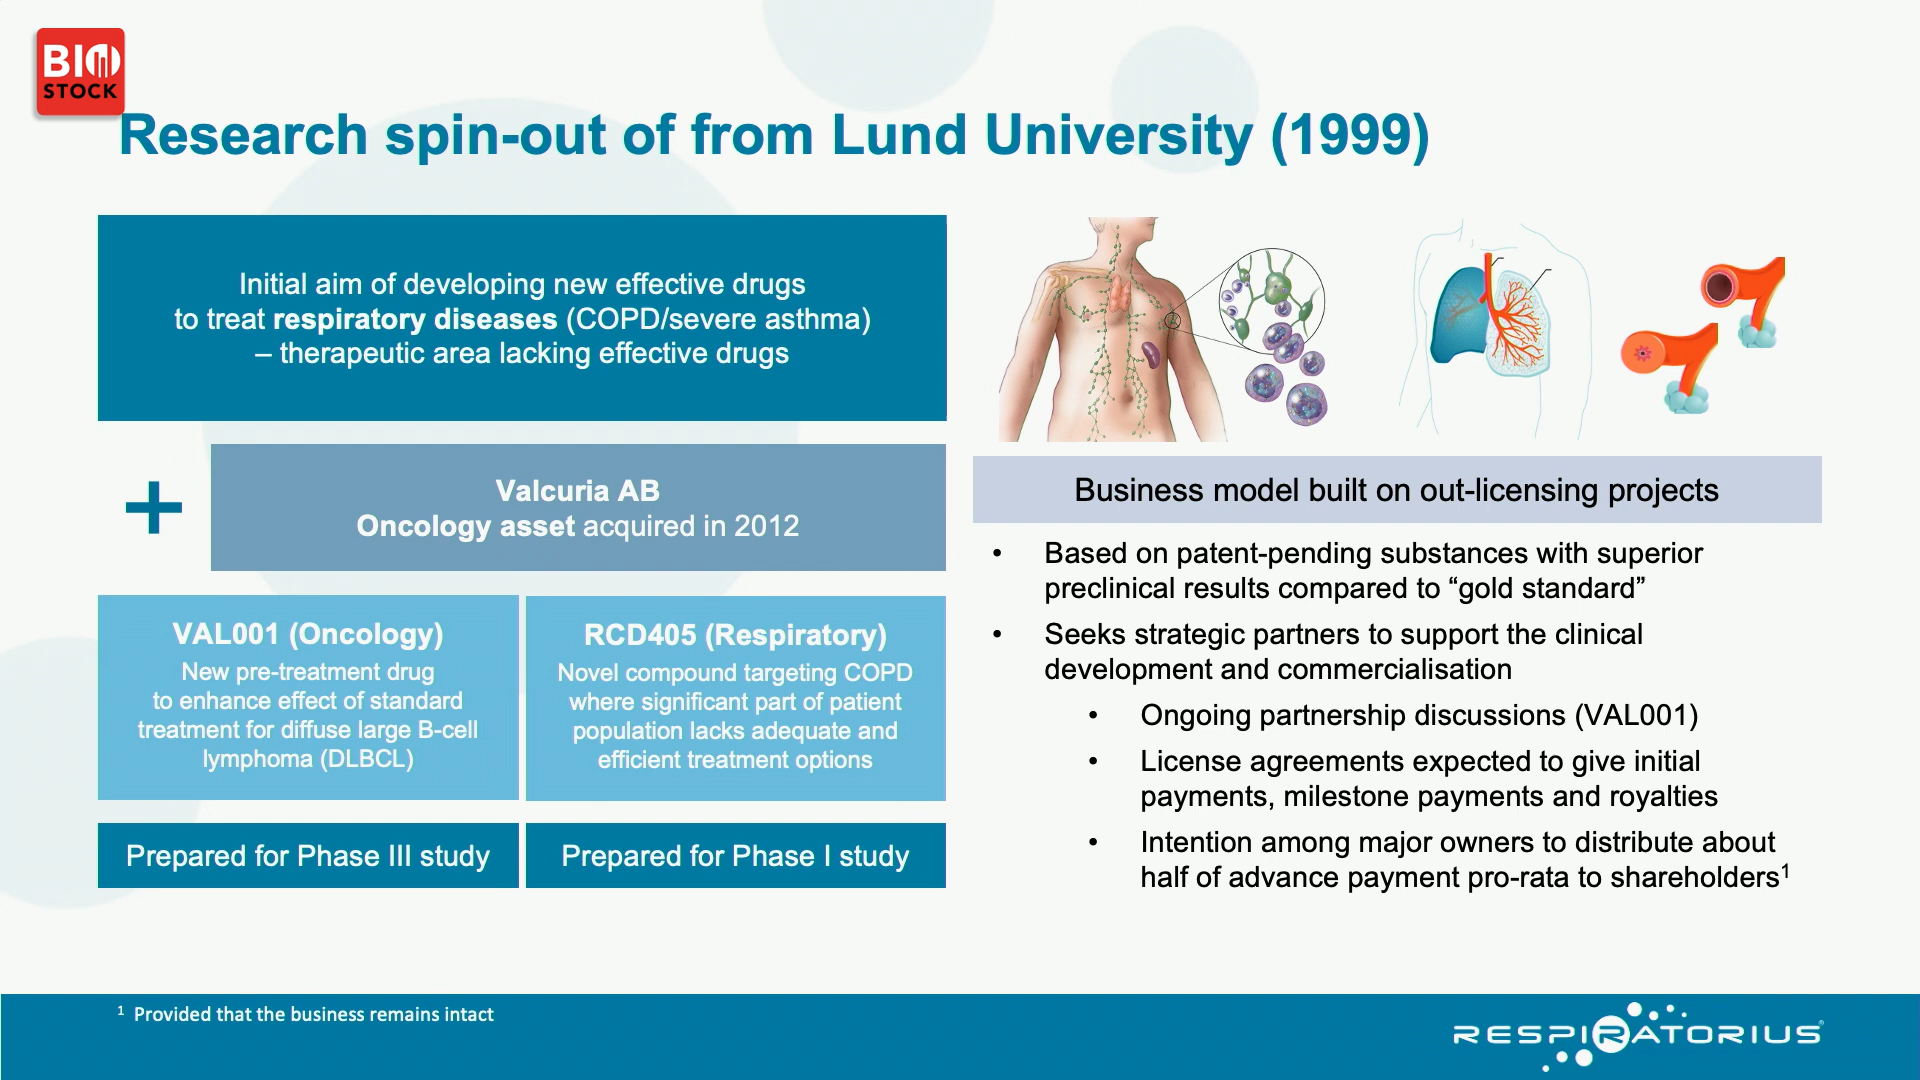 BIO
STOCK
Research spin-out of from Lund University (1999)
Initial aim of developing new effective drugs
to treat respiratory diseases (COPD/severe asthma)
– therapeutic area lacking effective drugs
+
Valcuria AB
Oncology asset acquired in 2012
VAL001 (Oncology)
New pre-treatment drug
to enhance effect of standard
treatment for diffuse large B-cell
lymphoma (DLBCL)
RCD405 (Respiratory)
Novel compound targeting COPD
where significant part of patient
population lacks adequate and
efficient treatment options
Prepared for Phase III study
Prepared for Phase I study
Business model built on out-licensing projects
• Based on patent-pending substances with superior
preclinical results compared to “gold standard”
• Seeks strategic partners to support the clinical
development and commercialisation
• Ongoing partnership discussions (VAL001)
• License agreements expected to give initial
payments, milestone payments and royalties
• Intention among major owners to distribute about
half of advance payment pro-rata to shareholders¹
¹ Provided that the business remains intact
RESPIRATORIUS®